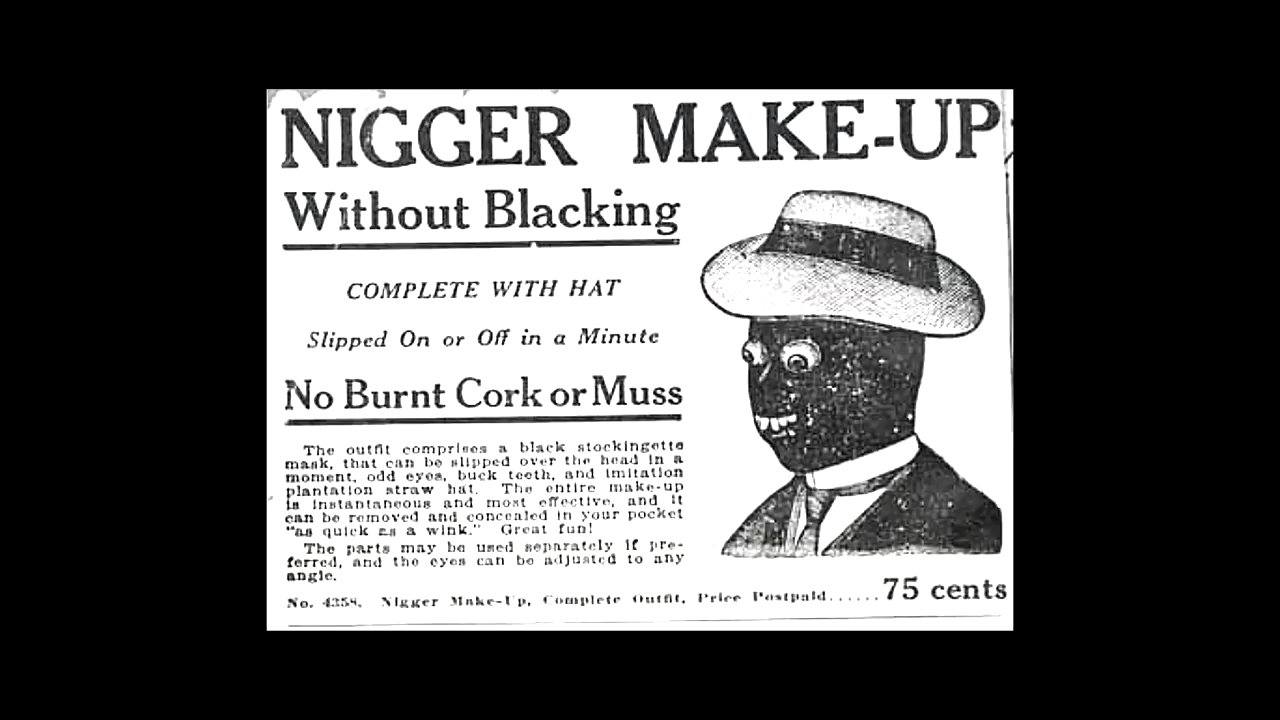 NIGGER MAKE-UP
Without Blacking
COMPLETE WITH HAT
Slipped On or Off in a Minute
No Burnt Cork or Muss
The outfit comprises a black stockingette
mask, that can be slipped over the head in a
moment, odd eyes, buck teeth, and imitation
plantation straw hat. The entire make-up
is instantaneous and most effective, and it
can be removed and concealed in your pocket
"as quick as a wink." Great fun!
The parts may be used separately if pre-
ferred, and the eyes can be adjusted to any
angle.
No. 4358. Nigger Make-Up, Complete Outfit, Price Postpaid......75 cents